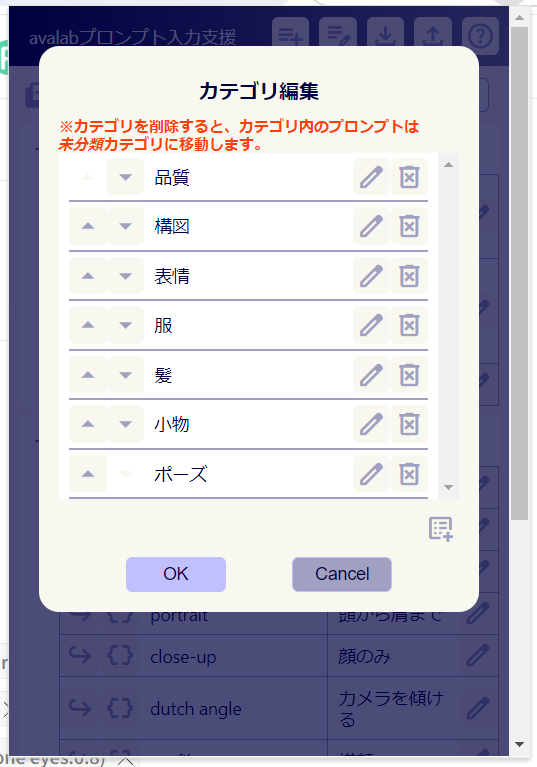 avalabプロンプト入力支援
カテゴリ編集
※カテゴリを削除すると、カテゴリ内のプロンプトは
未分類カテゴリに移動します。
品質
構図
表情
服
髪
小物
ポーズ
OK
Cancel
portrait
頭から肩まで
close-up
顔のみ
dutch angle
カメラを傾け
る
one eyes:0.8)